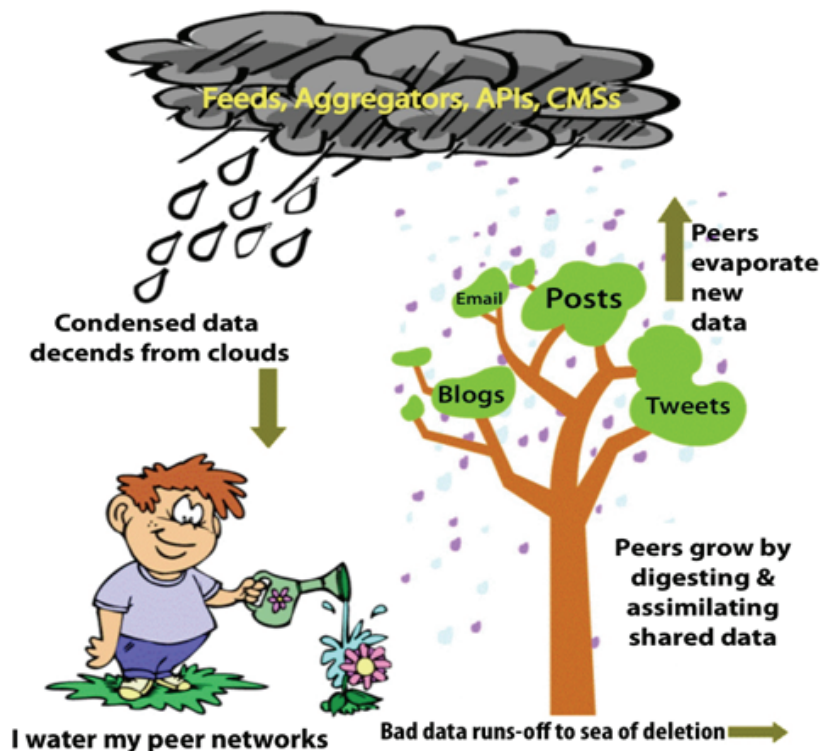 Feeds, Aggregators, APIs, CMSs
Peers
evaporate
new
data
Condensed data
decends from clouds
Email
Posts
Blogs
Tweets
Peers grow by
digesting &
assimilating
shared data
I water my peer networks
Bad data runs-off to sea of deletion